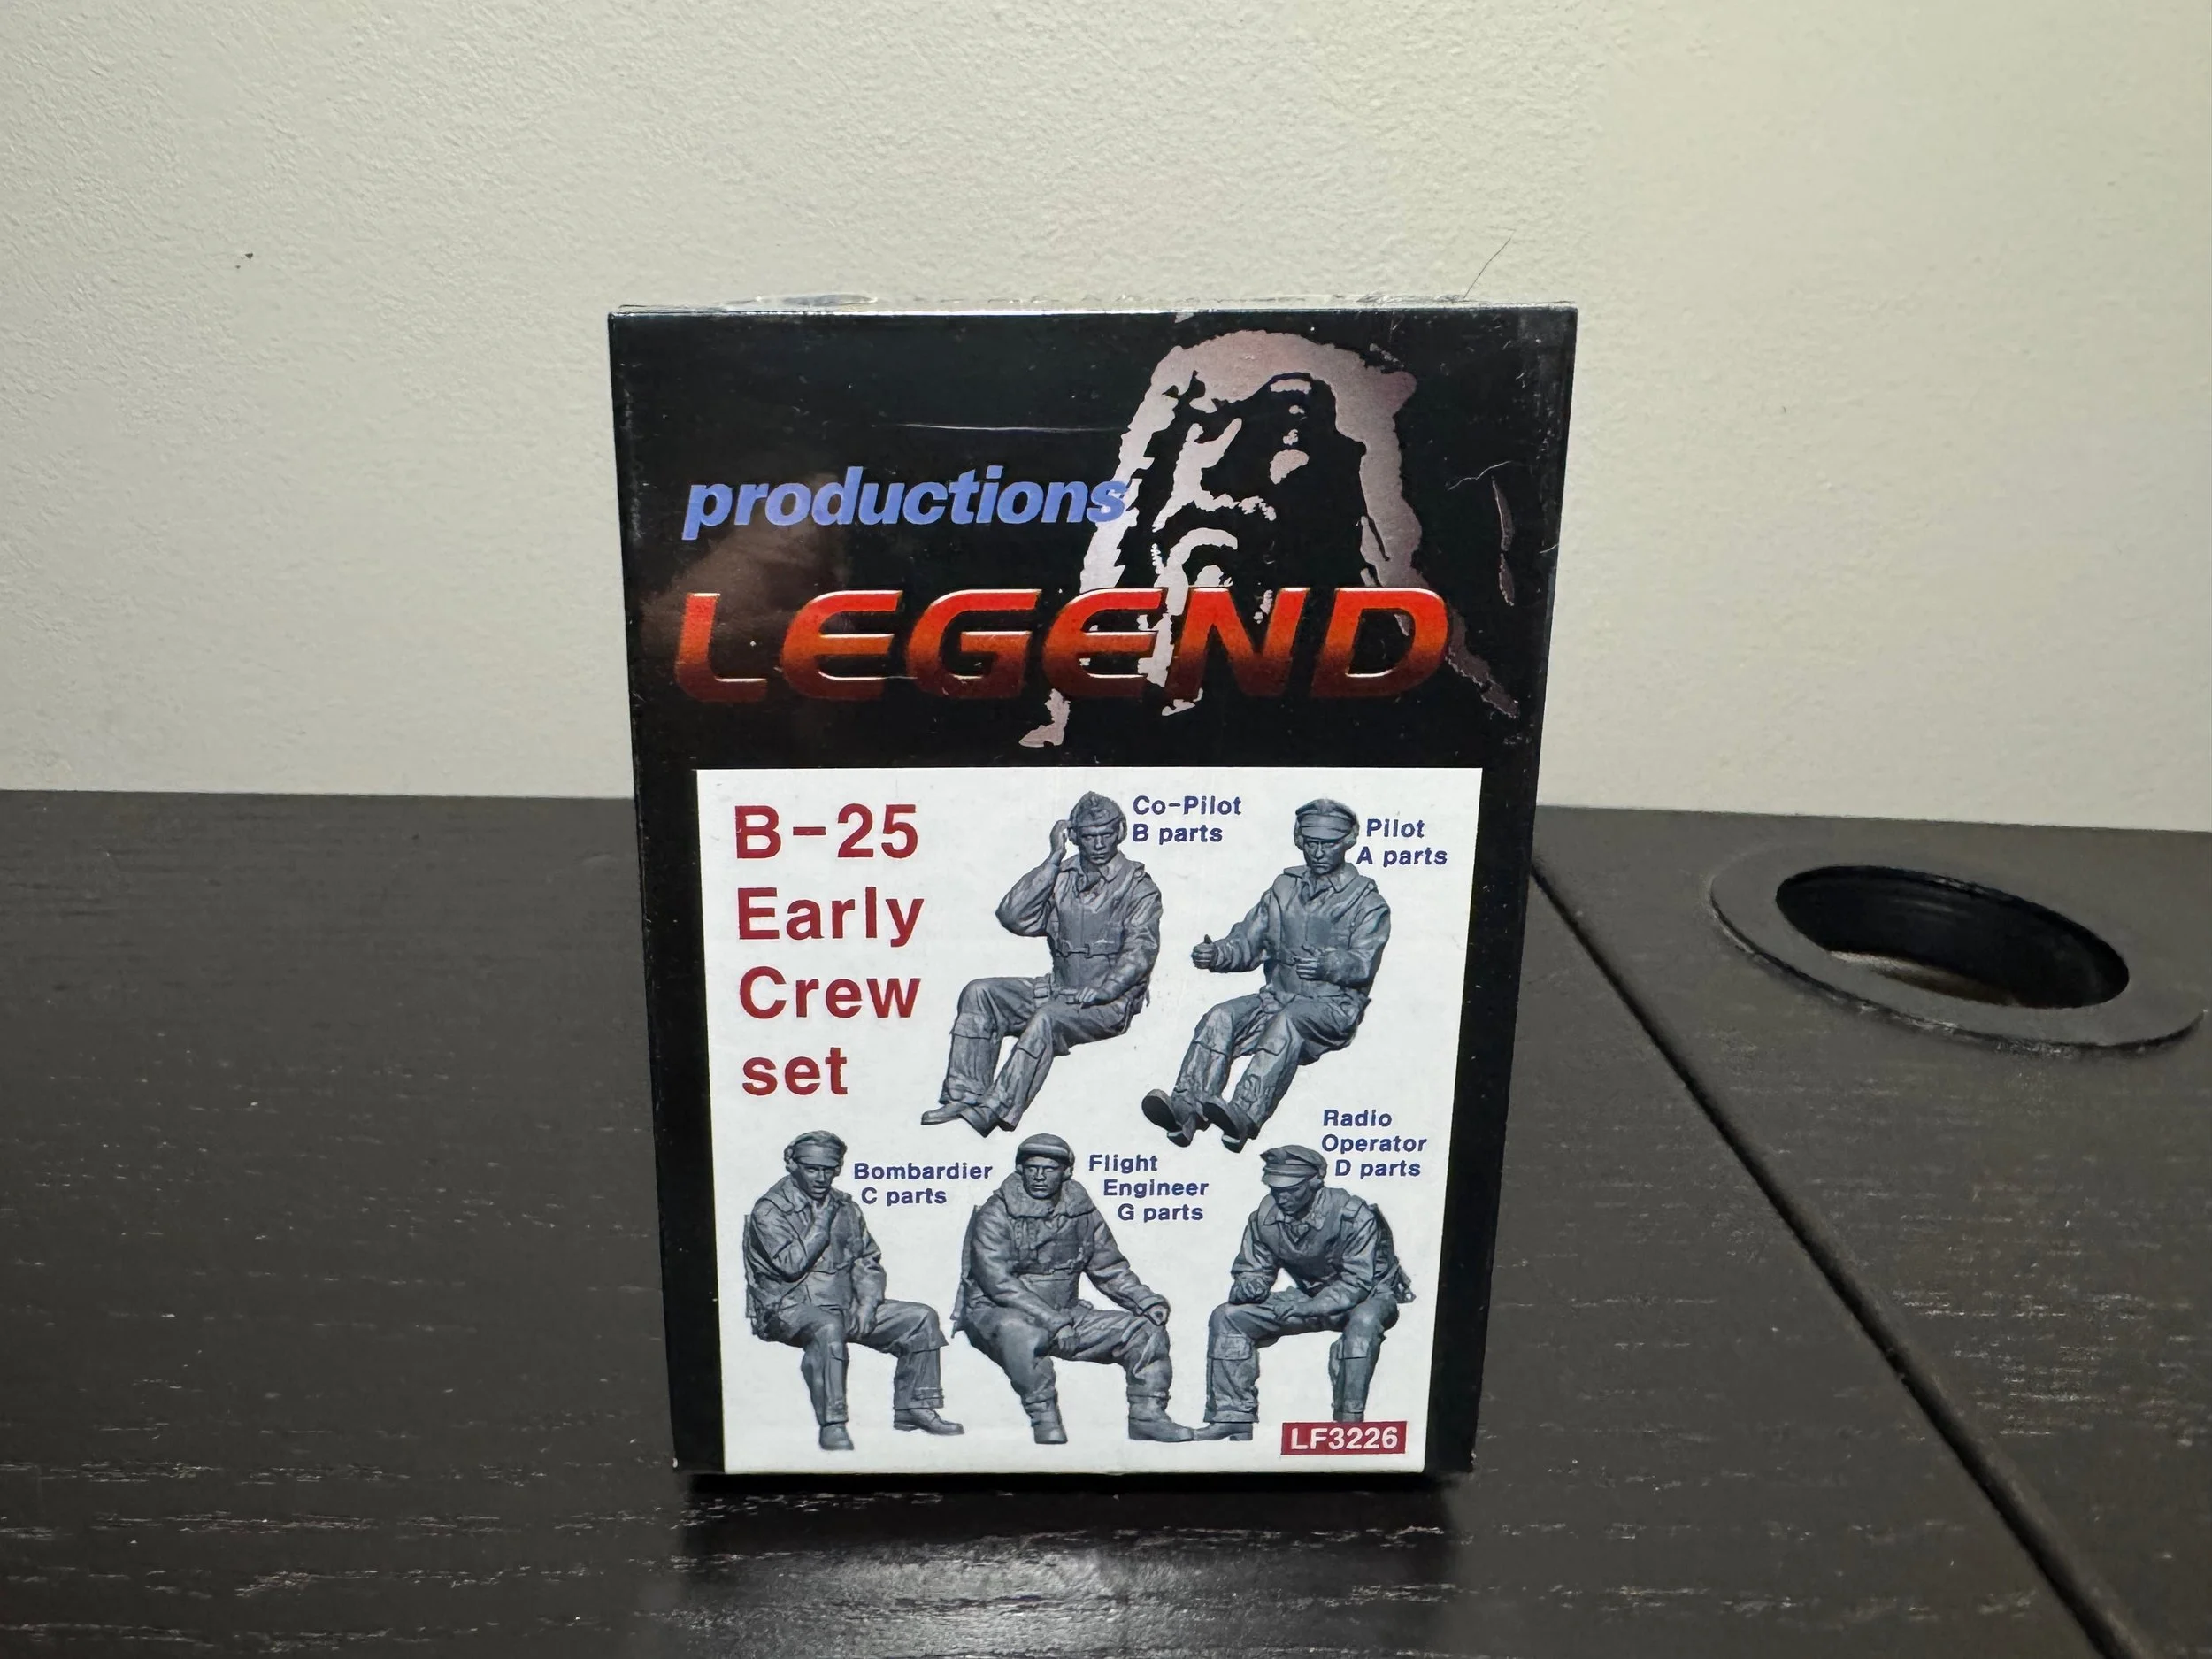 productions
LEGEND
B-25
Early
Crew
set
Co-Pilot
B parts
Pilot
A parts
Bombardier
C parts
Flight
Engineer
G parts
Radio
Operator
D parts
LF3226